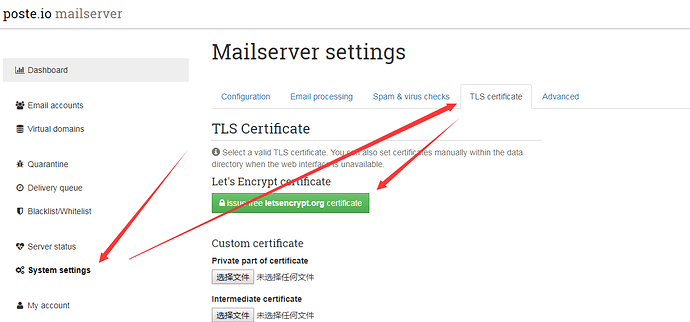 poste.io mailserver
Dashboard
Email accounts
Virtual domains
Quarantine
Delivery queue
Blacklist/Whitelist
Server status
System settings
My account
Mailserver settings
Configuration
Email processing
Spam & virus checks
TLS certificate
Advanced
TLS Certificate
Select a valid TLS certificate. You can also set certificates manually within the data
directory when the web interface is unavailable.
Let's Encrypt certificate
issue free letsencrypt.org certificate
Custom certificate
Private part of certificate
选择文件 未选择任何文件
Intermediate certificate
选择文件 未选择任何文件